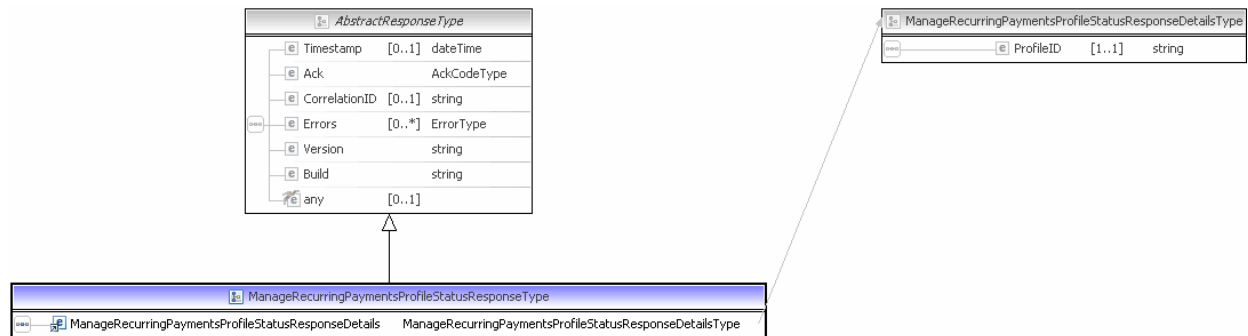 AbstractResponseType
e Timestamp [0..1] dateTime
e Ack AckCodeType
e CorrelationID [0..1] string
e Errors [0..*] ErrorType
e Version string
e Build string
e any [0..1]
ManageRecurringPaymentsProfileStatusResponseDetailsType
e ProfileID [1..1] string
ManageRecurringPaymentsProfileStatusResponseType
e ManageRecurringPaymentsProfileStatusResponseDetails ManageRecurringPaymentsProfileStatusResponseDetailsType